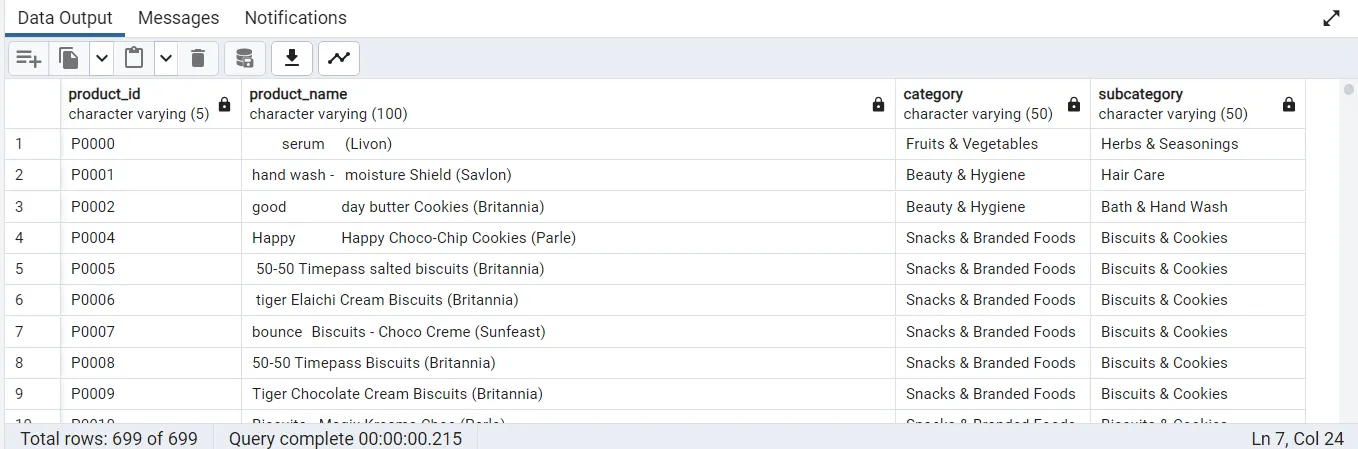 Data Output Messages Notifications
product_id product_name category subcategory
character varying (5) character varying (100) character varying (50) character varying (50)
1 P0000 serum (Livon) Fruits & Vegetables Herbs & Seasonings
2 P0001 hand wash - moisture Shield (Savlon) Beauty & Hygiene Hair Care
3 P0002 good day butter Cookies (Britannia) Beauty & Hygiene Bath & Hand Wash
4 P0004 Happy Happy Choco-Chip Cookies (Parle) Snacks & Branded Foods Biscuits & Cookies
5 P0005 50-50 Timepass salted biscuits (Britannia) Snacks & Branded Foods Biscuits & Cookies
6 P0006 tiger Elaichi Cream Biscuits (Britannia) Snacks & Branded Foods Biscuits & Cookies
7 P0007 bounce Biscuits - Choco Creme (Sunfeast) Snacks & Branded Foods Biscuits & Cookies
8 P0008 50-50 Timepass Biscuits (Britannia) Snacks & Branded Foods Biscuits & Cookies
9 P0009 Tiger Chocolate Cream Biscuits (Britannia) Snacks & Branded Foods Biscuits & Cookies
Total rows: 699 of 699 Query complete 00:00:00.215 Ln 7, Col 24